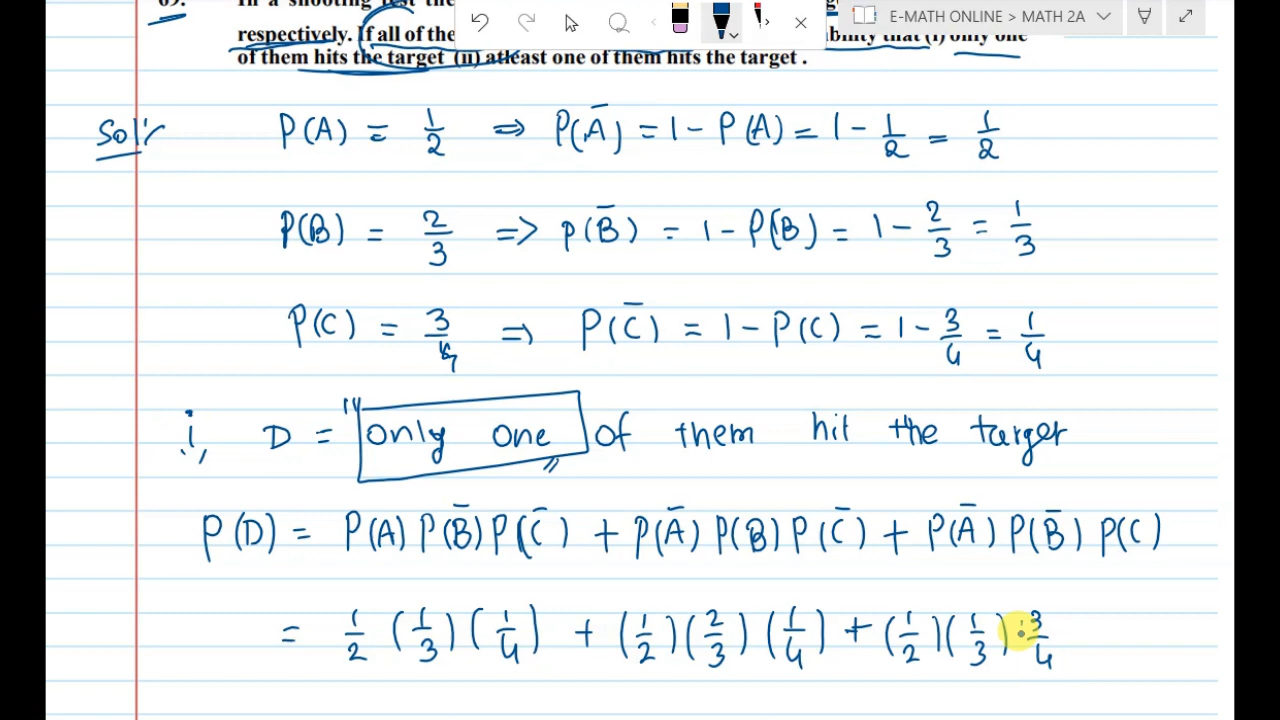 E-MATH ONLINE > MATH 2A
respectively. If all of the only one
of them hits the target (ii) atleast one of them hits the target .
Sol:
P(A) = 1/2 ⇒ P(Ā) = 1 - P(A) = 1 - 1/2 = 1/2
P(B) = 2/3 => P(B̄) = 1 - P(B) = 1 - 2/3 = 1/3
P(C) = 3/4 ⇒ P(C̄) = 1 - P(C) = 1 - 3/4 = 1/4
i, D = "only one" of them hit the target
P(D) = P(A) P(B̄) P(C̄) + P(Ā) P(B) P(C̄) + P(Ā) P(B̄) P(C)
= 1/2 (1/3) (1/4) + (1/2) (2/3) (1/4) + (1/2) (1/3) 3/4